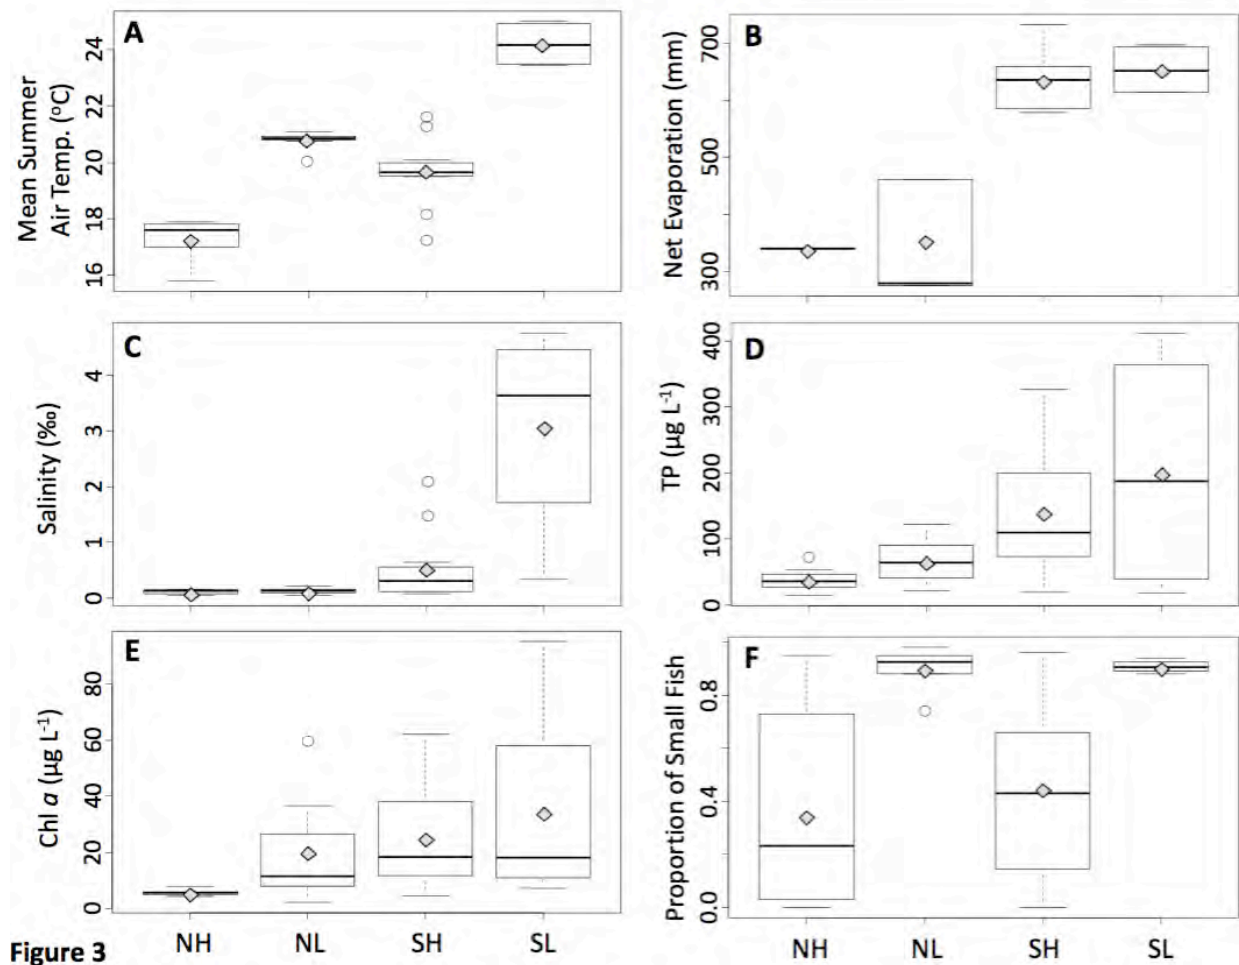 A
Mean Summer
Air Temp. (°C)
16
18
20
22
24
B
Net Evaporation (mm)
300
500
700
C
Salinity (‰)
0
1
2
3
4
D
TP (µg L-1)
0
100
200
300
400
E
Chl a (µg L-1)
0
20
40
60
80
NH
NL
SH
SL
F
Proportion of Small Fish
0.0
0.4
0.8
NH
NL
SH
SL
Figure 3